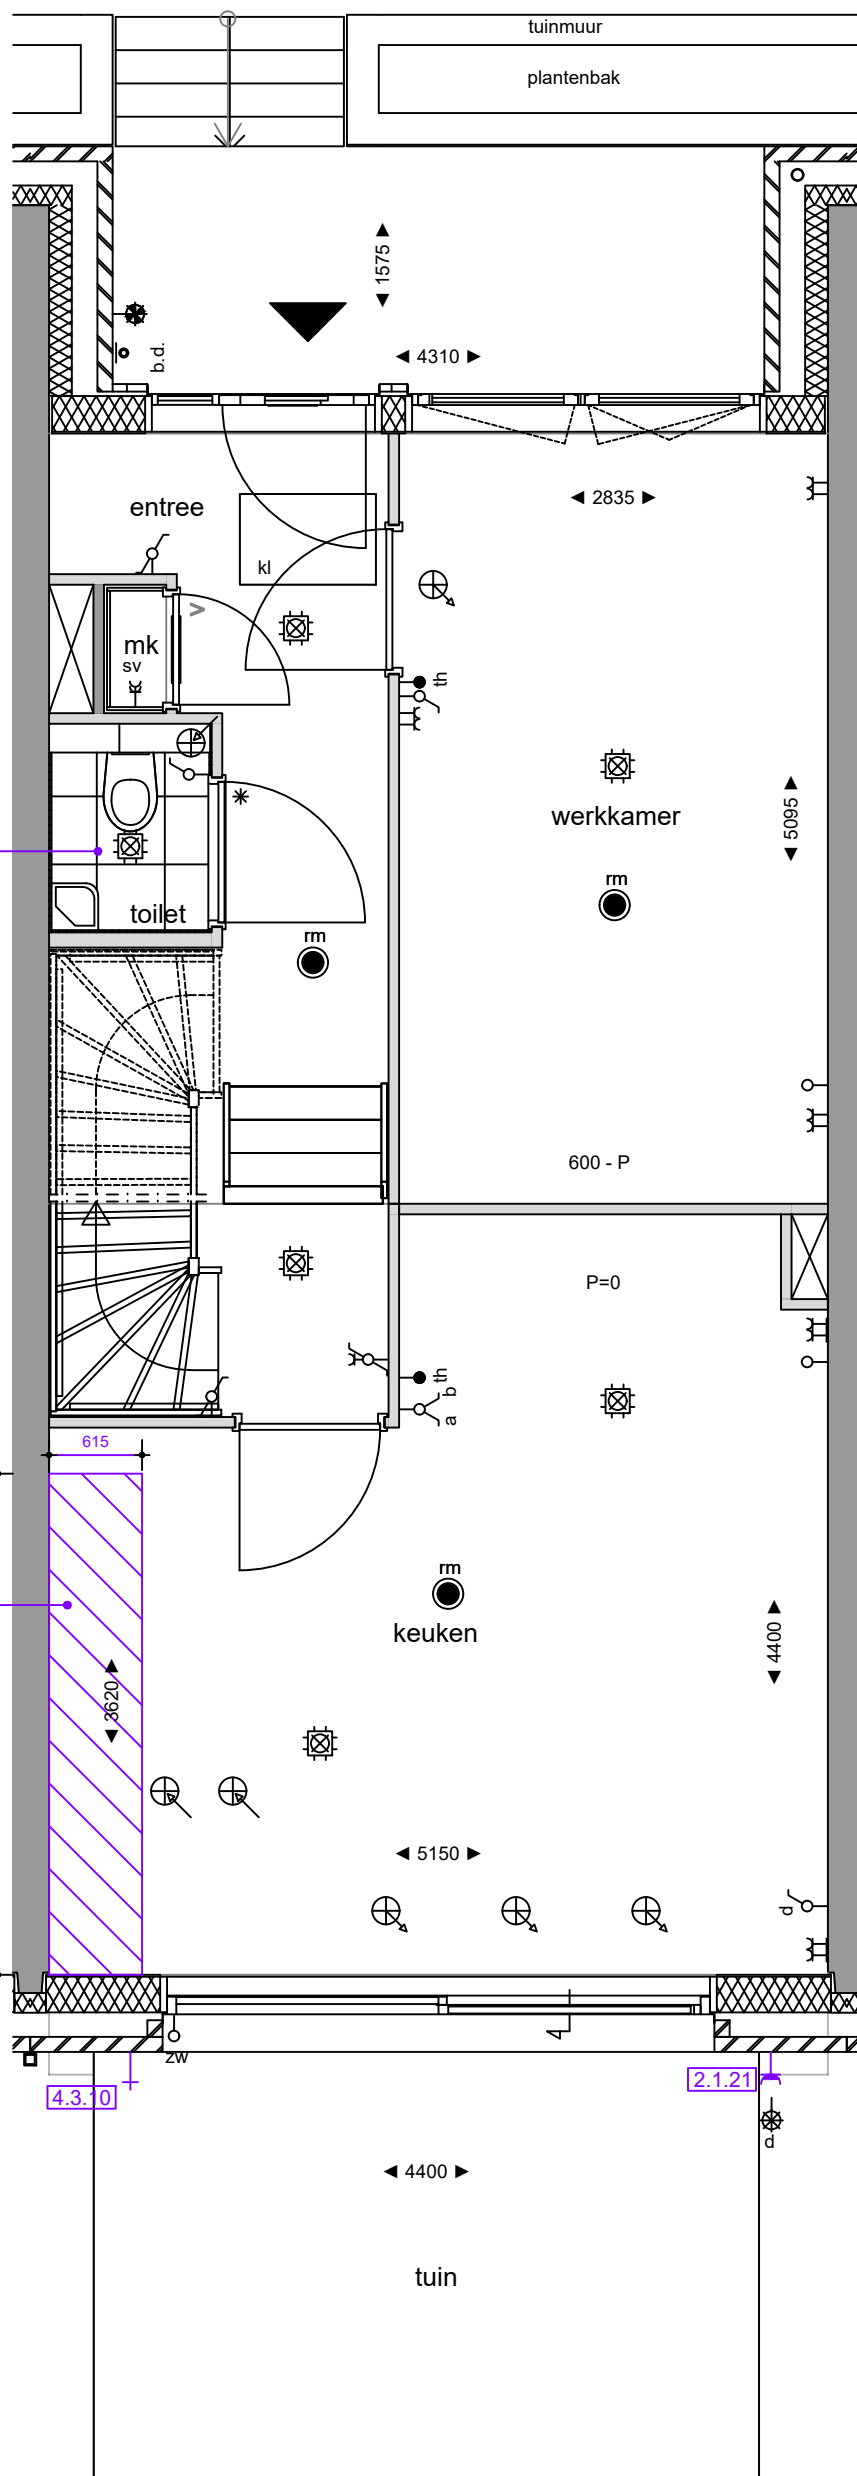 tuinmuur
plantenbak
1575
b.d.
4310
entree
2835
kl
mk
sv
th
werkkamer
5095
rm
toilet
rm
600 - P
P=0
th
a b
615
rm
keuken
4400
3620
5150
d
zw
4.3.10
2.1.21
d
4400
tuin